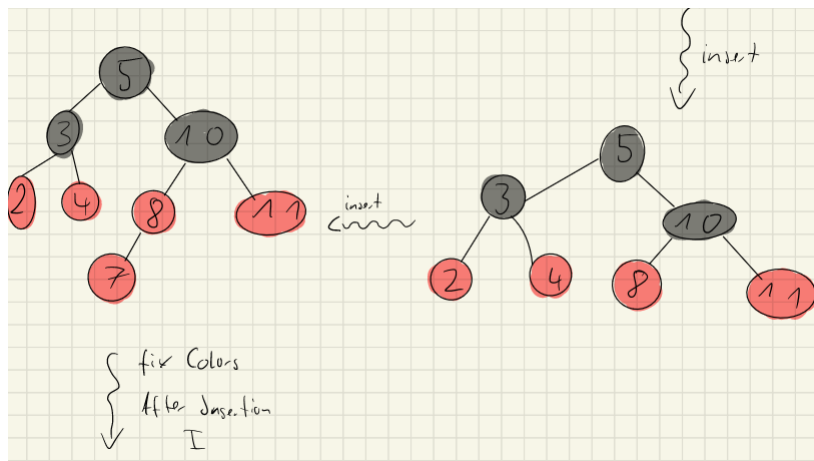 insert
5
3 10
2 4 8 11
7
insert
5
3 10
2 4 8 11
fix Colors
After Insertion
I